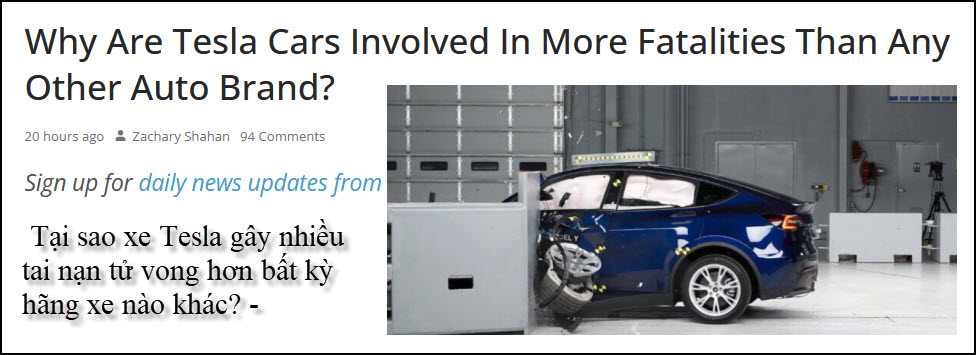 Why Are Tesla Cars Involved In More Fatalities Than Any
Other Auto Brand?
20 hours ago Zachary Shahan 94 Comments
Sign up for daily news updates from
Tại sao xe Tesla gây nhiều
tai nạn tử vong hơn bất kỳ
hãng xe nào khác? -